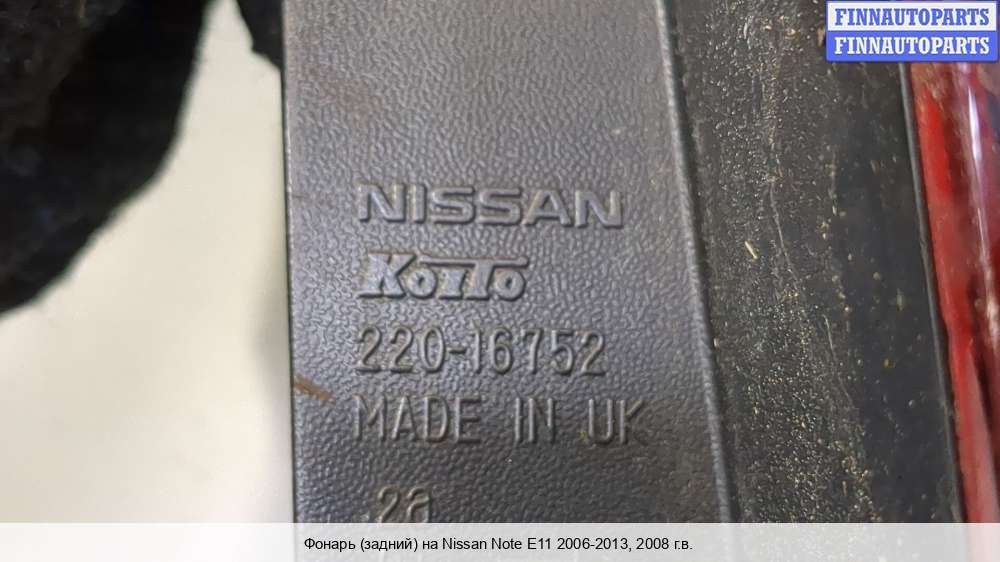 FINNAUTOPARTS
FINNAUTOPARTS
NISSAN
KOITO
220-16752
MADE IN UK
Фонарь (задний) на Nissan Note E11 2006-2013, 2008 г.в.